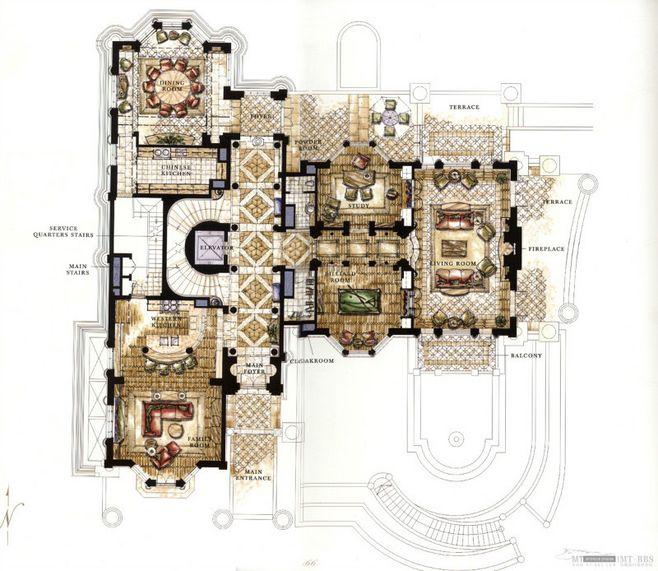 DINING
ROOM
FOYER
TERRACE
POWDER
ROOM
CHINESE
KITCHEN
STUDY
TERRACE
SERVICE
QUARTERS STAIRS
ELEVATOR
FIREPLACE
MAIN
STAIRS
LIVING ROOM
BILLIARD
ROOM
WESTERN
KITCHEN
BALCONY
CLOAKROOM
MAIN
FOYER
FAMILY
ROOM
MAIN
ENTRANCE
N
66
MT-BBS